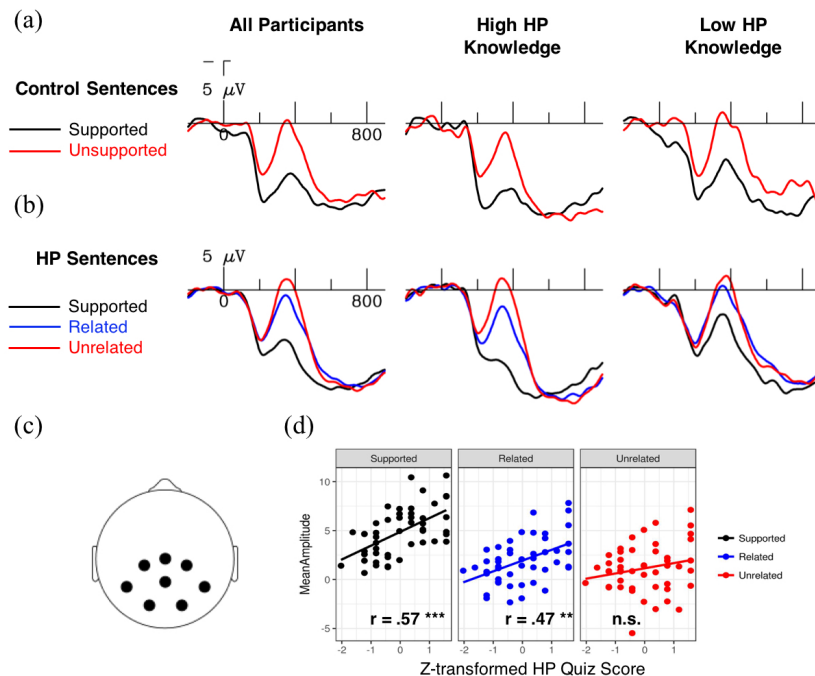 (a)
All Participants
High HP
Knowledge
Low HP
Knowledge
5 μV
Control Sentences
Supported
Unsupported
0
800
(b)
5 μV
HP Sentences
Supported
Related
Unrelated
0
800
(c)
(d)
Supported
Related
Unrelated
MeanAmplitude
10
5
0
-5
r = .57 ***
r = .47 **
n.s.
-2 -1 0 1
-2 -1 0 1
-2 -1 0 1
Z-transformed HP Quiz Score
Supported
Related
Unrelated